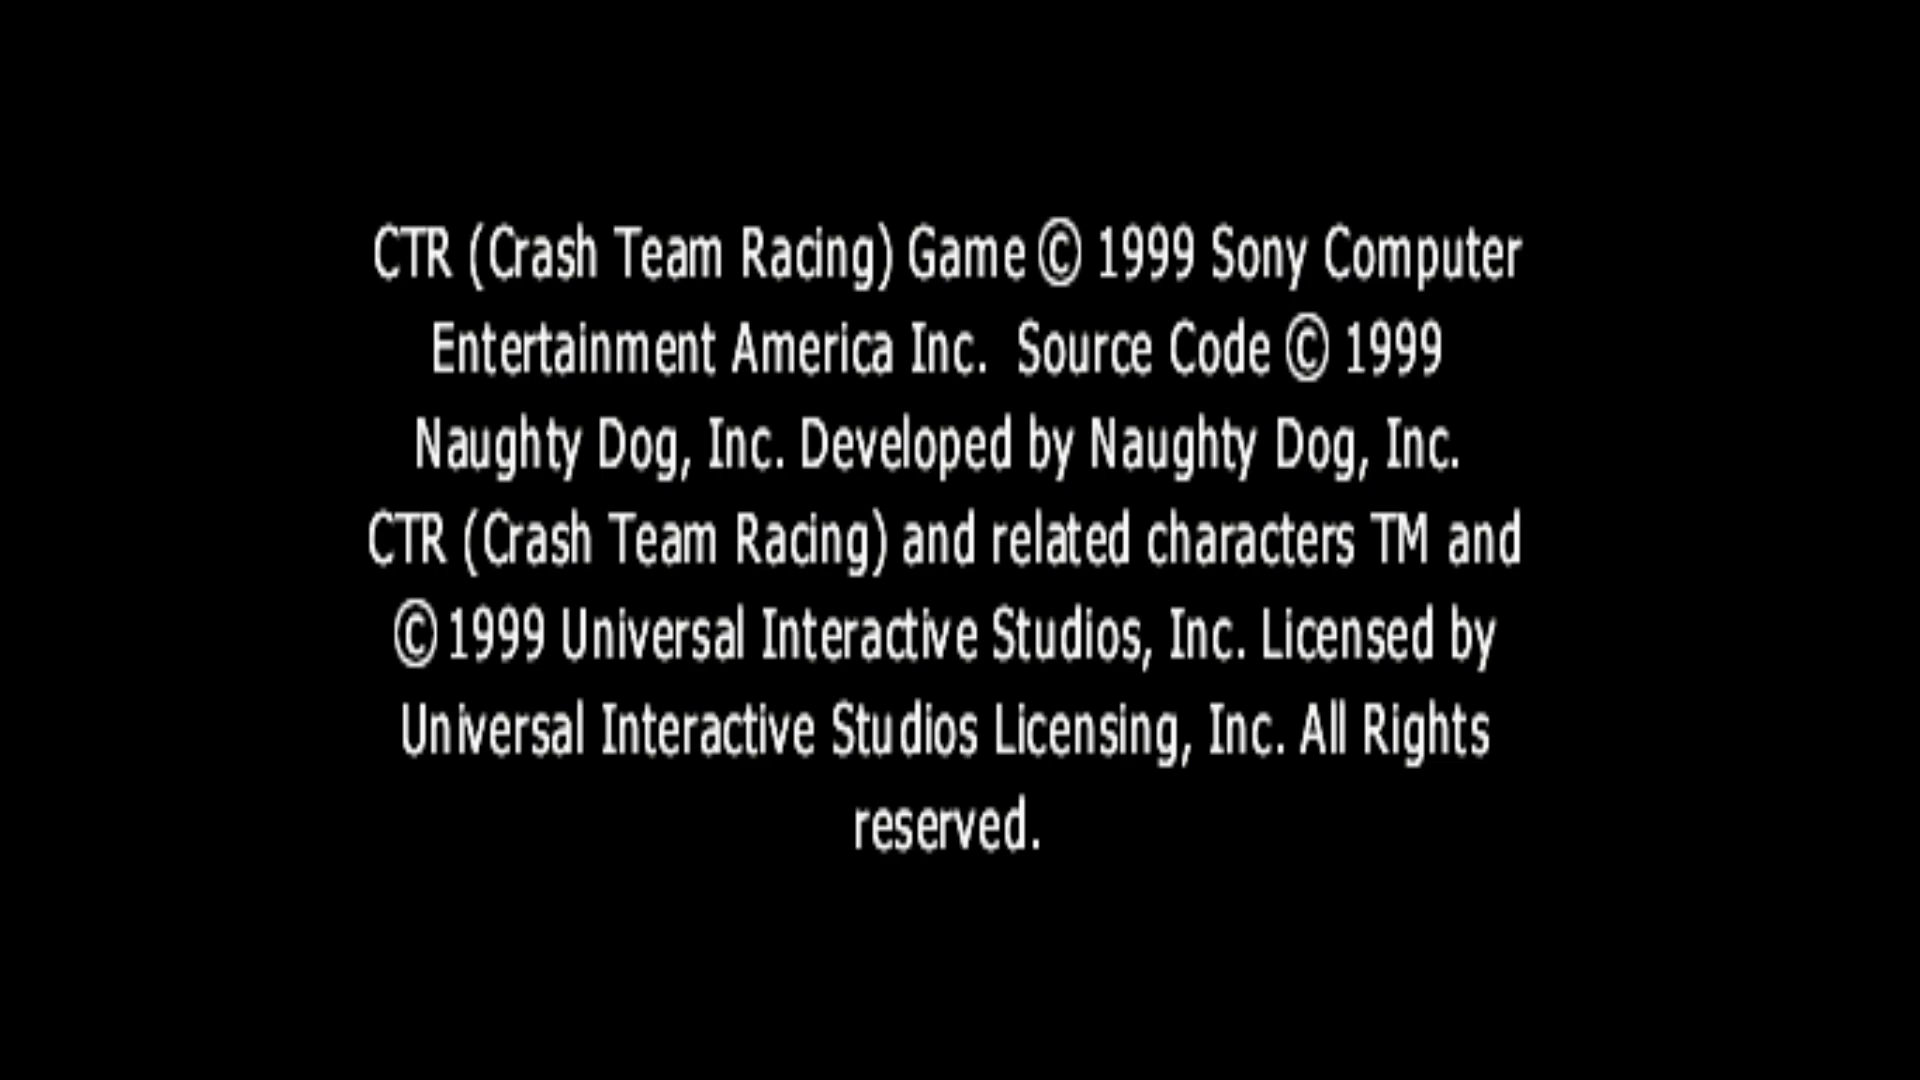 CTR (Crash Team Racing) Game © 1999 Sony Computer
Entertainment America Inc.  Source Code © 1999
Naughty Dog, Inc. Developed by Naughty Dog, Inc.
CTR (Crash Team Racing) and related characters TM and
© 1999 Universal Interactive Studios, Inc. Licensed by
Universal Interactive Studios Licensing, Inc. All Rights
reserved.